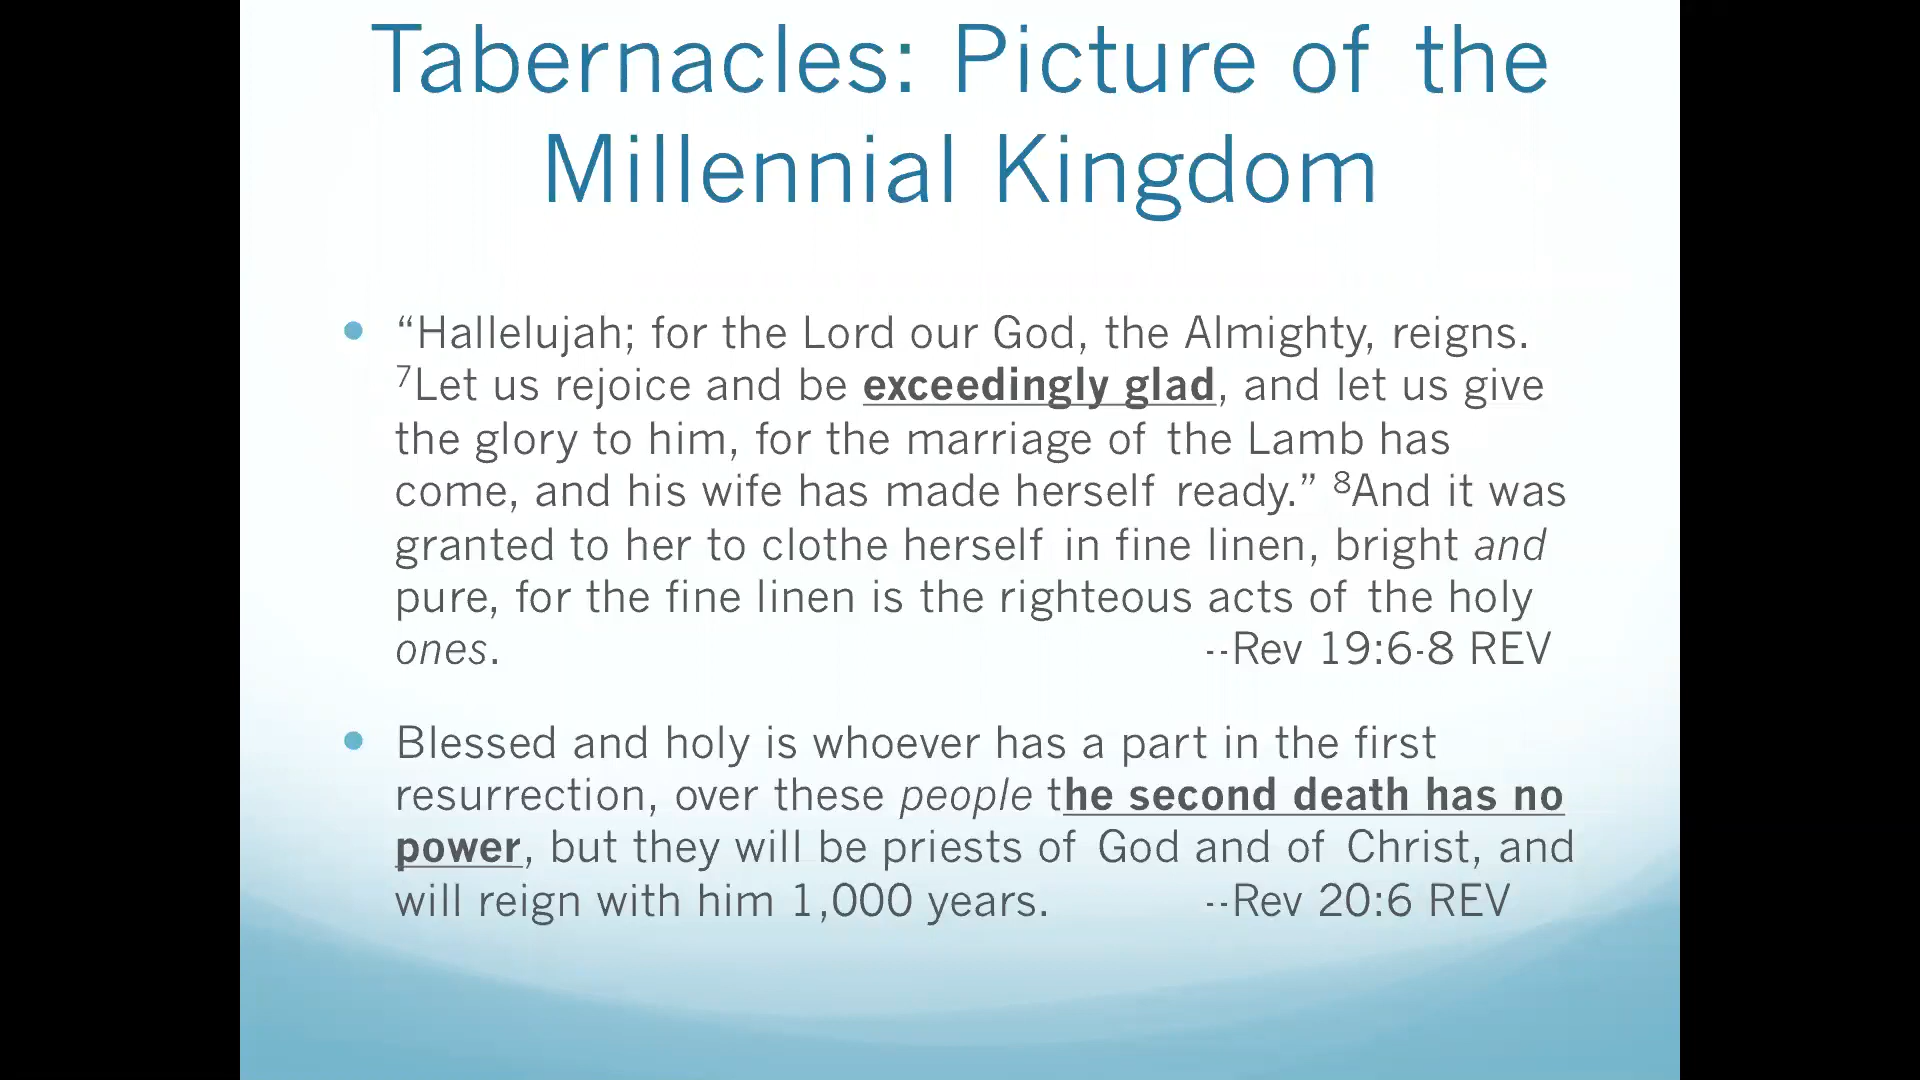 Tabernacles: Picture of the
Millennial Kingdom
• “Hallelujah; for the Lord our God, the Almighty, reigns.
⁷Let us rejoice and be exceedingly glad, and let us give
the glory to him, for the marriage of the Lamb has
come, and his wife has made herself ready.” ⁸And it was
granted to her to clothe herself in fine linen, bright and
pure, for the fine linen is the righteous acts of the holy
ones. --Rev 19:6-8 REV
• Blessed and holy is whoever has a part in the first
resurrection, over these people the second death has no
power, but they will be priests of God and of Christ, and
will reign with him 1,000 years. --Rev 20:6 REV